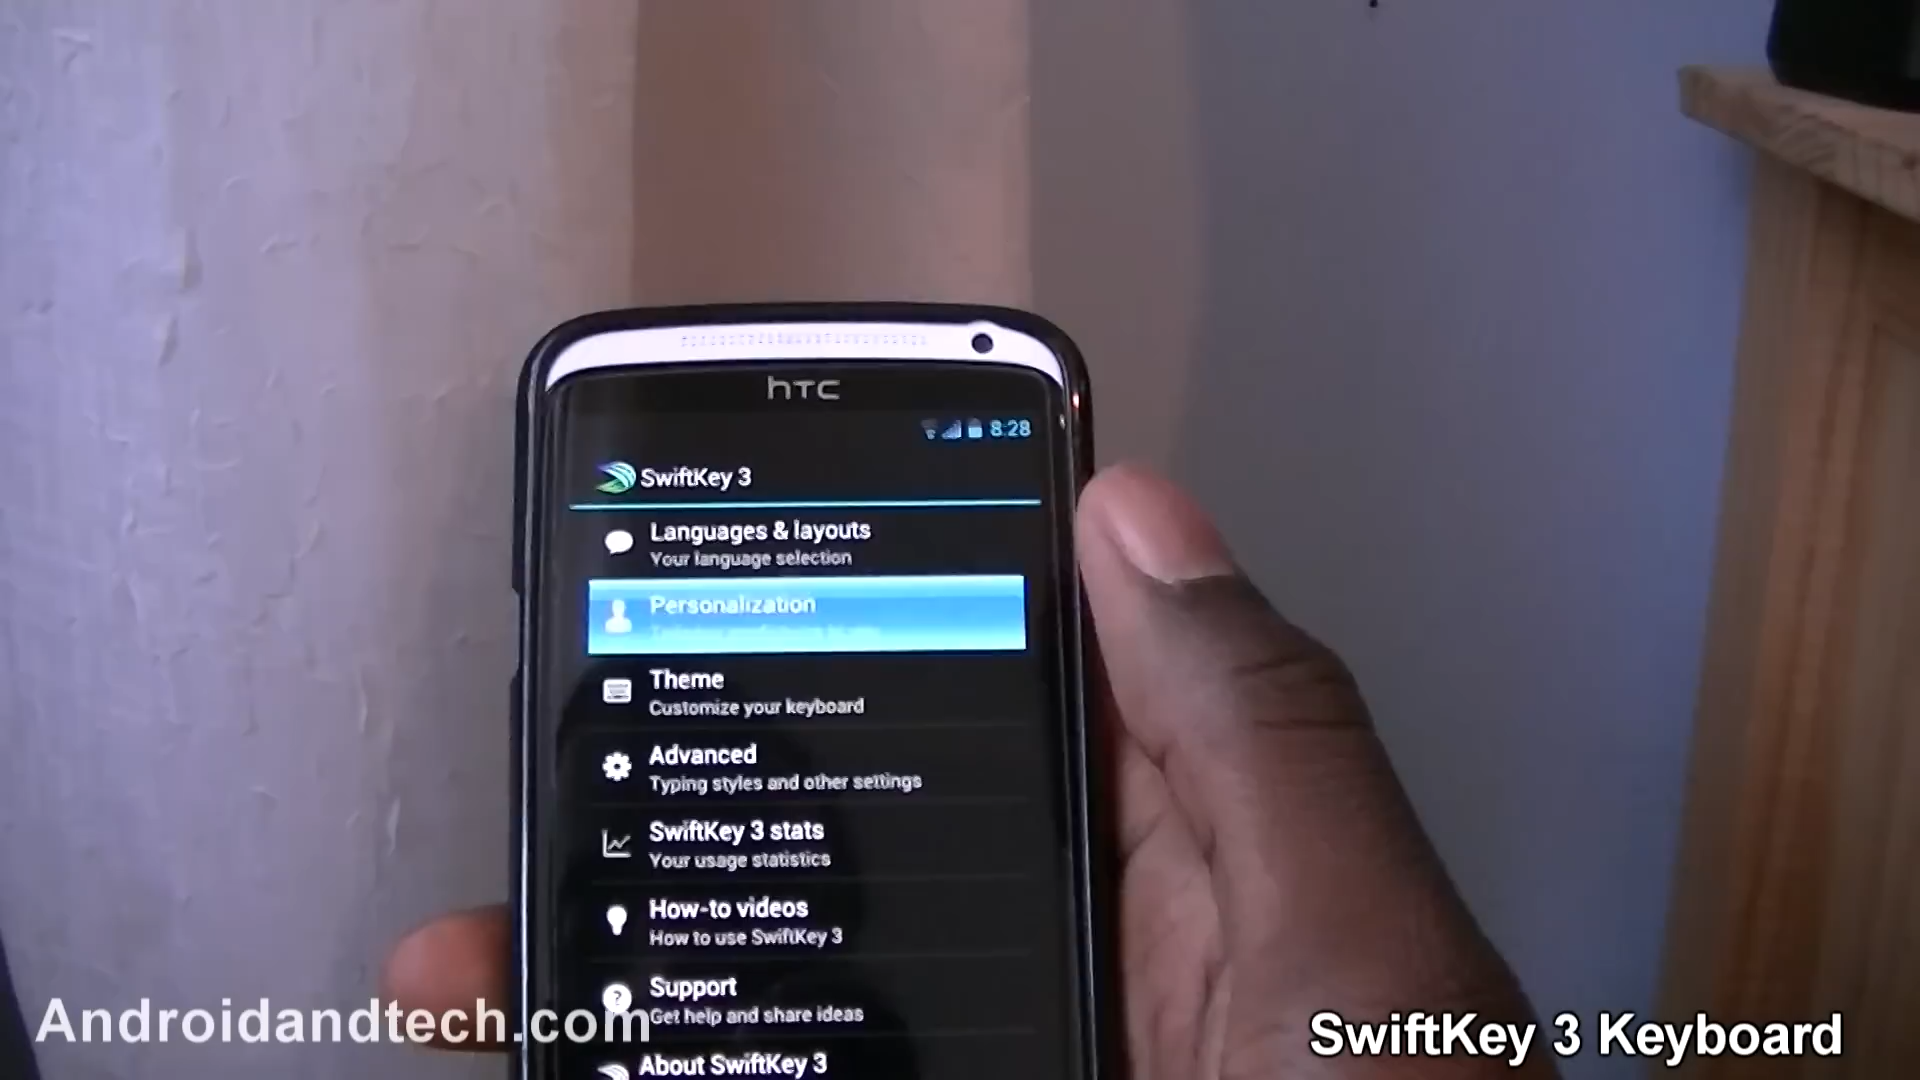 hTC
8:28
SwiftKey 3
Languages & layouts
Your language selection
Personalization
Theme
Customize your keyboard
Advanced
Typing styles and other settings
SwiftKey 3 stats
Your usage statistics
How-to videos
How to use SwiftKey 3
Support
Get help and share ideas
About SwiftKey 3
Androidandtech.com
SwiftKey 3 Keyboard